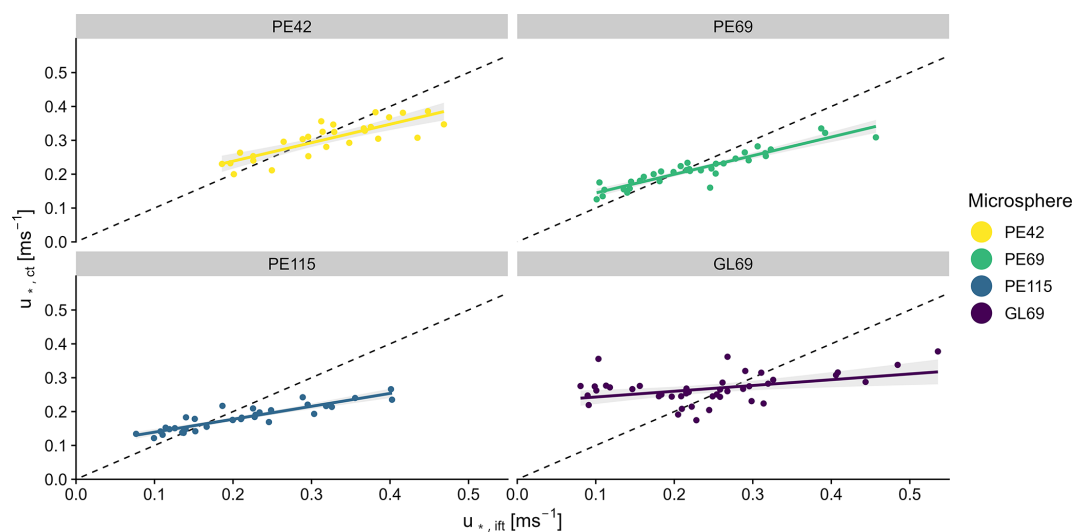 PE42 PE69
0.5
0.4
0.3
0.2
0.1
0.0
Microsphere
PE42
PE69
PE115
GL69
u*, ct [ms−1]
PE115 GL69
0.5
0.4
0.3
0.2
0.1
0.0
0.0 0.1 0.2 0.3 0.4 0.5 0.0 0.1 0.2 0.3 0.4 0.5
u*, ift [ms−1]